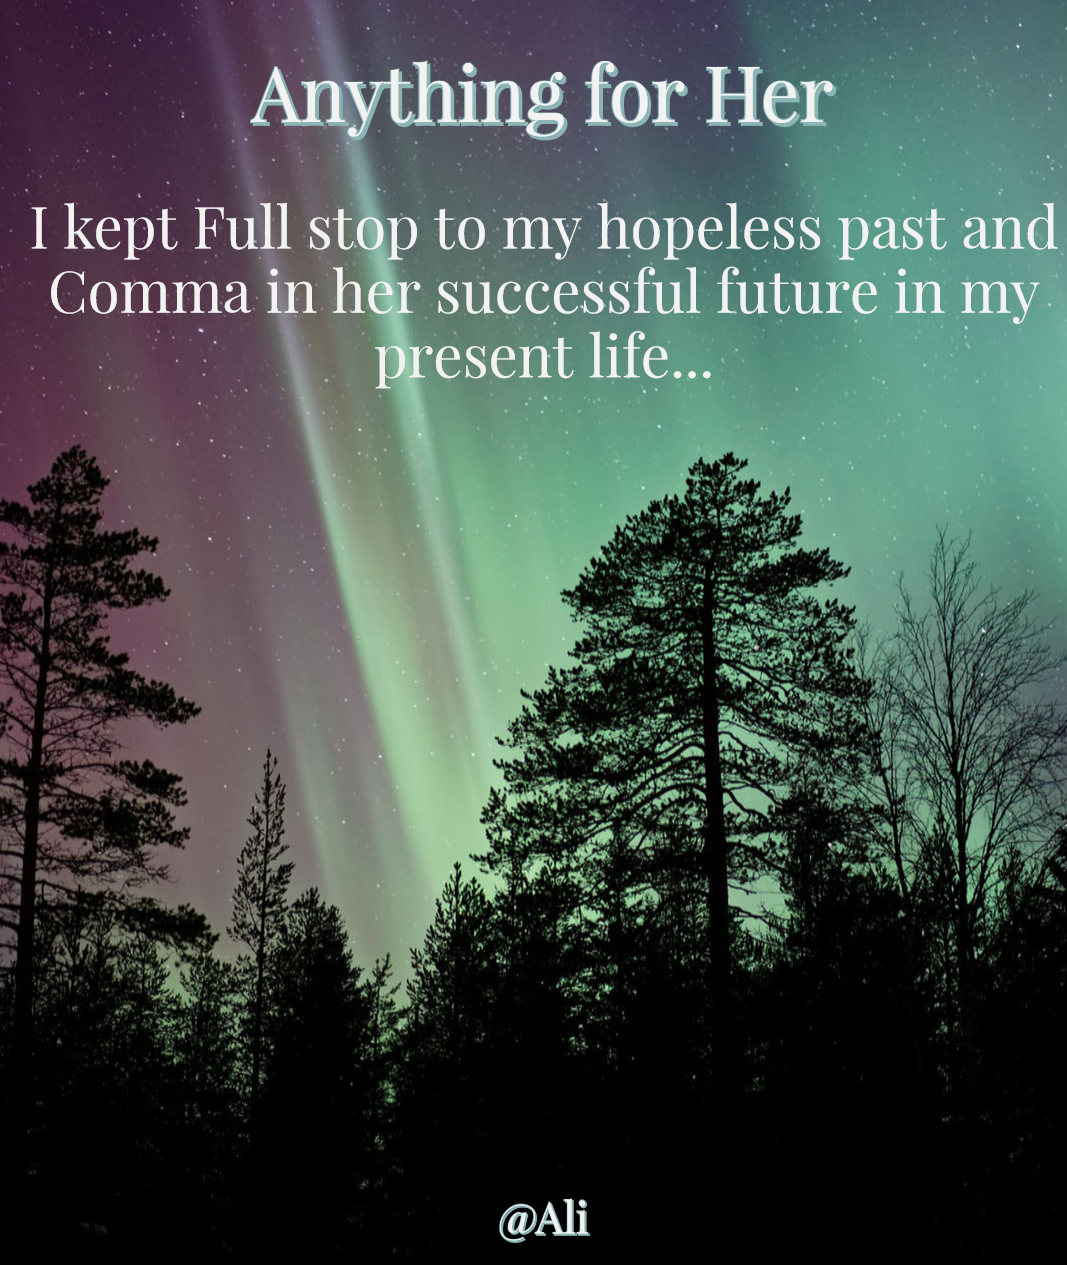 Anything for Her
I kept Full stop to my hopeless past and
Comma in her successful future in my
present life...
@Ali